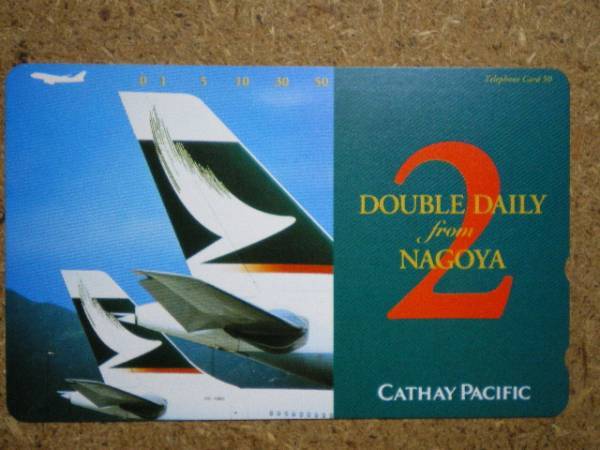 0 1 5 10 30 50
Telephone Card 50
2
DOUBLE DAILY
from
NAGOYA
CATHAY PACIFIC